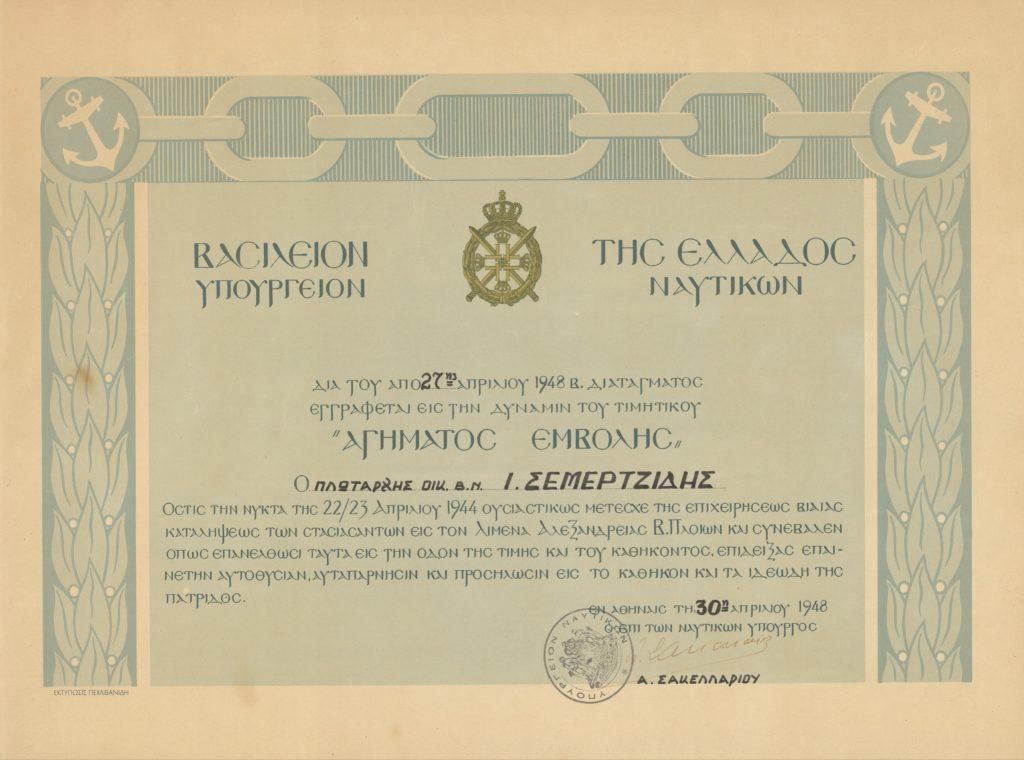 ΒΑΣΙΛΕΙΟΝ ΤΗΣ ΕΛΛΑΔΟΣ
ΥΠΟΥΡΓΕΙΟΝ ΝΑΥΤΙΚΩΝ
ΔΙΑ ΤΟΥ ΑΠΟ 27ης ΑΠΡΙΛΙΟΥ 1948 Β. ΔΙΑΤΑΓΜΑΤΟΣ
ΕΓΓΡΑΦΕΤΑΙ ΕΙΣ ΤΗΝ ΔΥΝΑΜΙΝ ΤΟΥ ΤΙΜΗΤΙΚΟΥ
"ΑΓΗΜΑΤΟΣ ΕΜΒΟΛΗΣ"
Ο ΠΛΩΤΑΡΧΗΣ ΟΙΚ. Β.Ν. Ι. ΣΕΜΕΡΤΖΙΔΗΣ
ΟΣΤΙΣ ΤΗΝ ΝΥΚΤΑ ΤΗΣ 22/23 ΑΠΡΙΛΙΟΥ 1944 ΟΥΣΙΑΣΤΙΚΩΣ ΜΕΤΕΣΧΕ ΤΗΣ ΕΠΙΧΕΙΡΗΣΕΩΣ ΒΙΑΙΑΣ
ΚΑΤΑΛΗΨΕΩΣ ΤΩΝ ΣΤΑΣΙΑΣΑΝΤΩΝ ΕΙΣ ΤΟΝ ΛΙΜΕΝΑ ΑΛΕΞΑΝΔΡΕΙΑΣ Β. ΠΛΟΙΩΝ ΚΑΙ ΣΥΝΕΒΑΛΕΝ
ΟΠΩΣ ΕΠΑΝΕΛΘΩΣΙ ΤΑΥΤΑ ΕΙΣ ΤΗΝ ΟΔΟΝ ΤΗΣ ΤΙΜΗΣ ΚΑΙ ΤΟΥ ΚΑΘΗΚΟΝΤΟΣ, ΕΠΙΔΕΙΞΑΣ ΕΠΑΙ-
ΝΕΤΗΝ ΑΥΤΟΘΥΣΙΑΝ, ΑΥΤΑΠΑΡΝΗΣΙΝ ΚΑΙ ΠΡΟΣΗΛΩΣΙΝ ΕΙΣ ΤΟ ΚΑΘΗΚΟΝ ΚΑΙ ΤΑ ΙΔΕΩΔΗ ΤΗΣ
ΠΑΤΡΙΔΟΣ.
ΕΝ ΑΘΗΝΑΙΣ ΤΗ 30η ΑΠΡΙΛΙΟΥ 1948
Ο ΕΠΙ ΤΩΝ ΝΑΥΤΙΚΩΝ ΥΠΟΥΡΓΟΣ
ΥΠΟΥΡΓΕΙΟΝ ΝΑΥΤΙΚΩΝ
Α. ΣΑΚΕΛΛΑΡΙΟΥ
ΕΚΤΥΠΩΣΙΣ ΠΕΧΛΙΒΑΝΙΔΗ